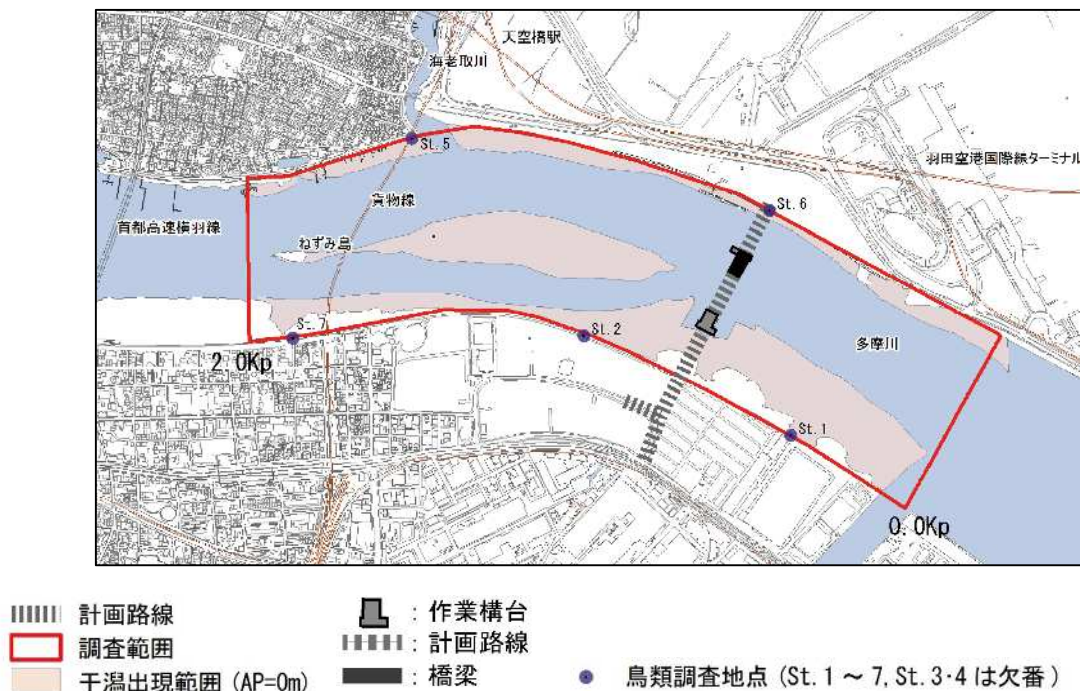 天空橋駅
海老取川
St.5
羽田空港国際線ターミナル
St.6
首都高速横羽線
貨物線
ねずみ島
多摩川
St.7
St.2
2.0Kp
St.1
0.0Kp
計画路線
：作業構台
調査範囲
：計画路線
干潟出現範囲 (AP=0m)
：橋梁
鳥類調査地点 (St.1～7, St.3・4は欠番)